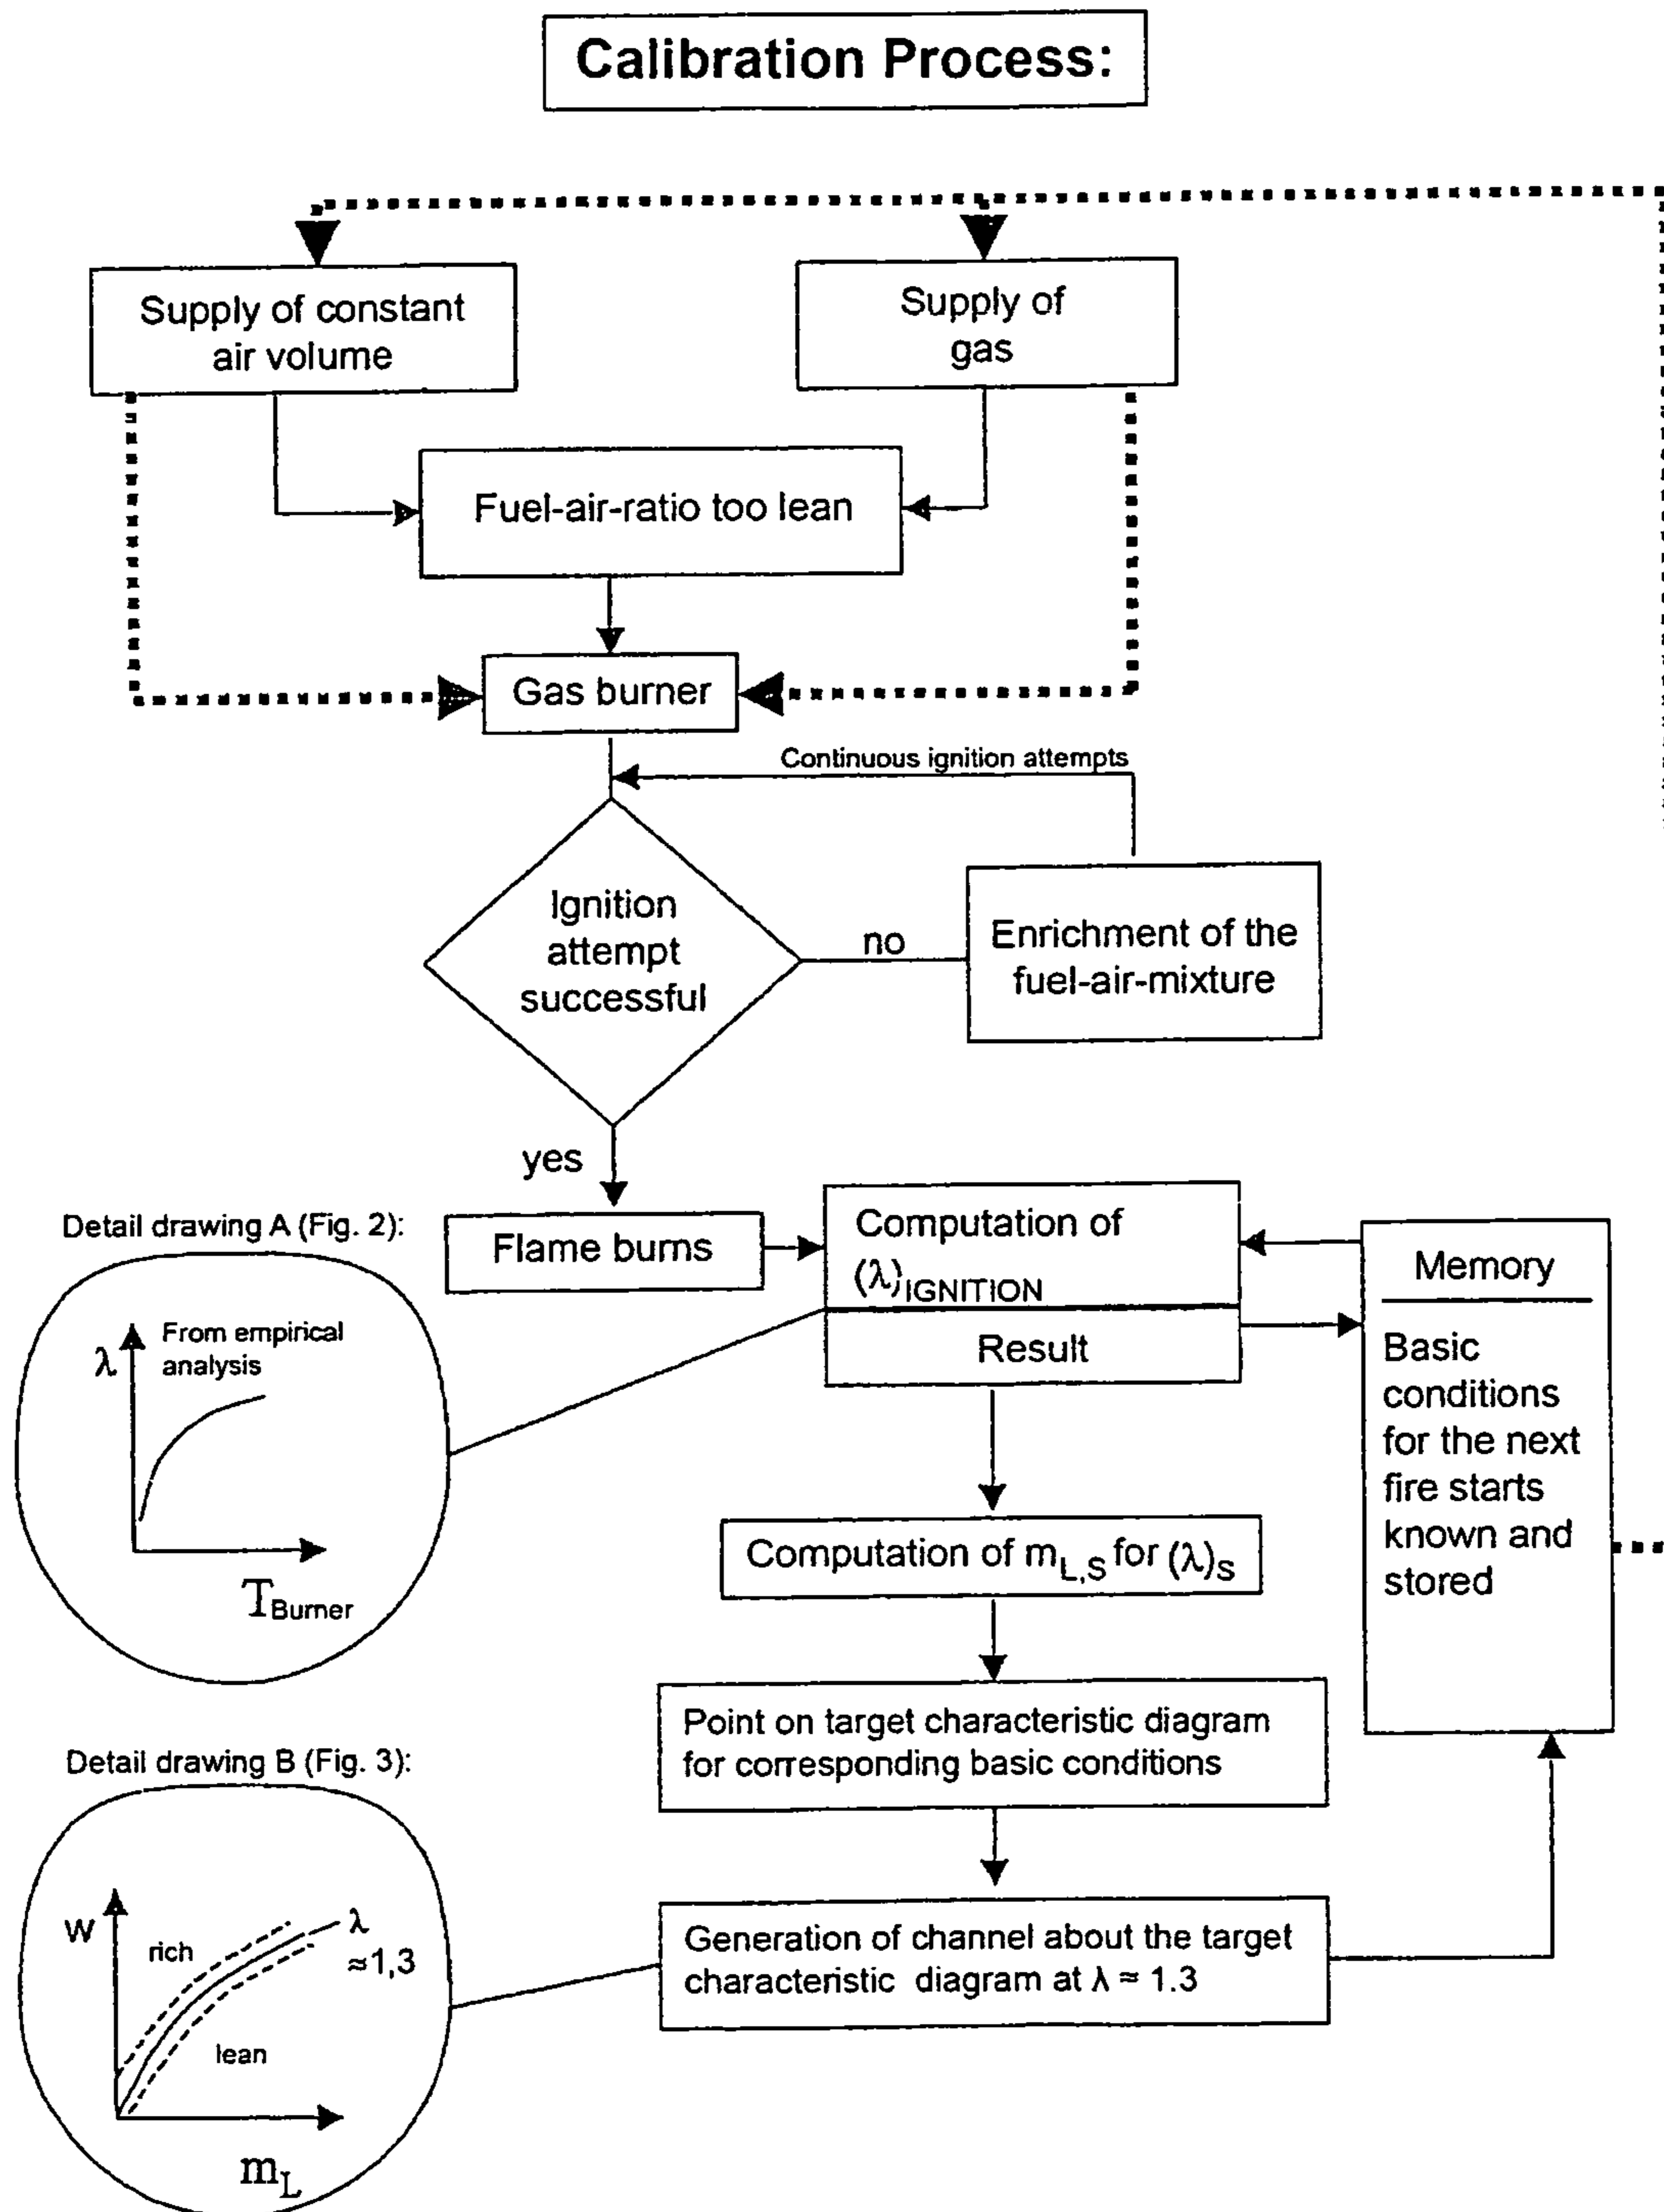 Calibration Process:
Supply of constant
air volume
Supply of
gas
Fuel-air-ratio too lean
Gas burner
Continuous ignition attempts
Ignition
attempt
successful
no
Enrichment of the
fuel-air-mixture
yes
Flame burns
Computation of
(λ)IGNITION
Result
Memory
Basic
conditions
for the next
fire starts
known and
stored
Detail drawing A (Fig. 2):
λ
From empirical
analysis
TBurner
Computation of mL,S for (λ)S
Point on target characteristic diagram
for corresponding basic conditions
Detail drawing B (Fig. 3):
W
rich
λ
≈1,3
lean
mL
Generation of channel about the target
characteristic diagram at λ ≈ 1.3